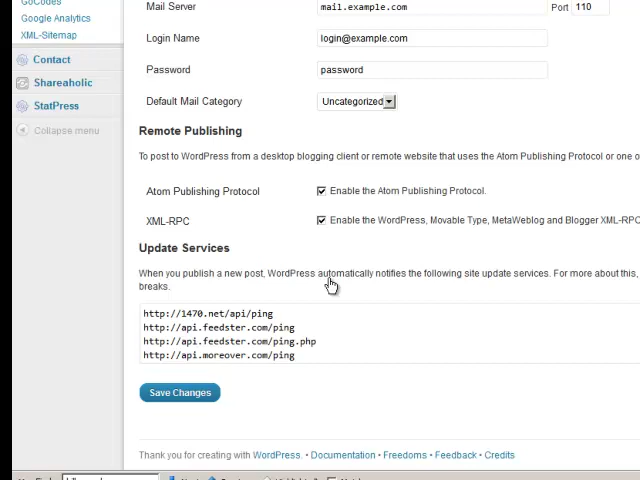 GoCodes
Mail Server mail.example.com Port 110
Google Analytics
XML-Sitemap
Login Name login@example.com
Contact
Password password
Shareaholic
StatPress
Default Mail Category Uncategorized
Collapse menu
Remote Publishing
To post to WordPress from a desktop blogging client or remote website that uses the Atom Publishing Protocol or one o
Atom Publishing Protocol Enable the Atom Publishing Protocol.
XML-RPC Enable the WordPress, Movable Type, MetaWeblog and Blogger XML-RPC
Update Services
When you publish a new post, WordPress automatically notifies the following site update services. For more about this,
breaks.
http://1470.net/api/ping
http://api.feedster.com/ping
http://api.feedster.com/ping.php
http://api.moreover.com/ping
Save Changes
Thank you for creating with WordPress. • Documentation • Freedoms • Feedback • Credits